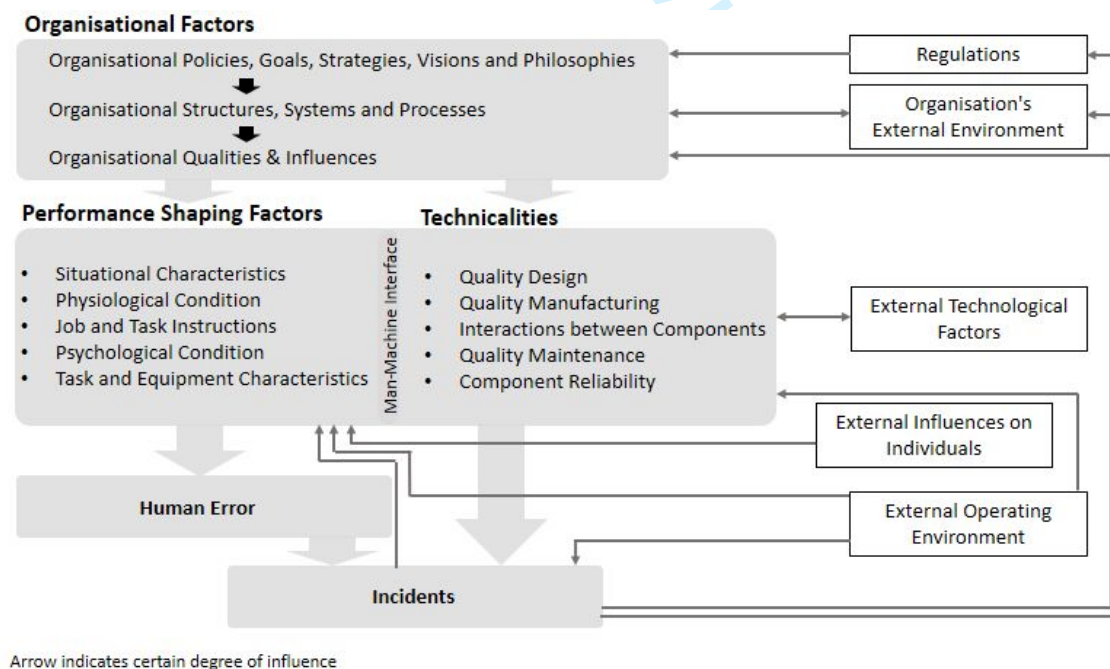 Organisational Factors
Organisational Policies, Goals, Strategies, Visions and Philosophies
Organisational Structures, Systems and Processes
Organisational Qualities & Influences
Regulations
Organisation's
External Environment
Performance Shaping Factors
• Situational Characteristics
• Physiological Condition
• Job and Task Instructions
• Psychological Condition
• Task and Equipment Characteristics
Man-Machine Interface
Technicalities
• Quality Design
• Quality Manufacturing
• Interactions between Components
• Quality Maintenance
• Component Reliability
External Technological
Factors
External Influences on
Individuals
External Operating
Environment
Human Error
Incidents
Arrow indicates certain degree of influence